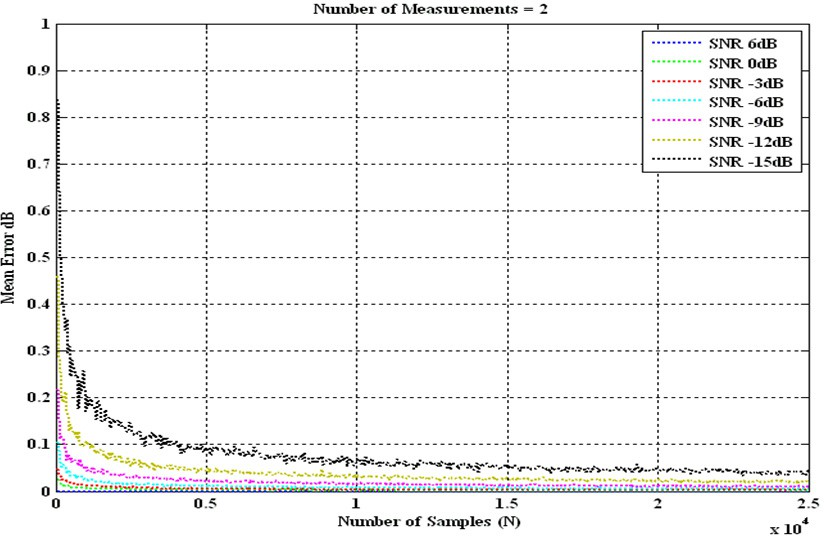 Number of Measurements = 2
1
0.9
0.8
0.7
0.6
0.5
0.4
0.3
0.2
0.1
0
Mean Error dB
SNR 6dB
SNR 0dB
SNR -3dB
SNR -6dB
SNR -9dB
SNR -12dB
SNR -15dB
0 0.5 1 1.5 2 2.5
Number of Samples (N)
x 10^4